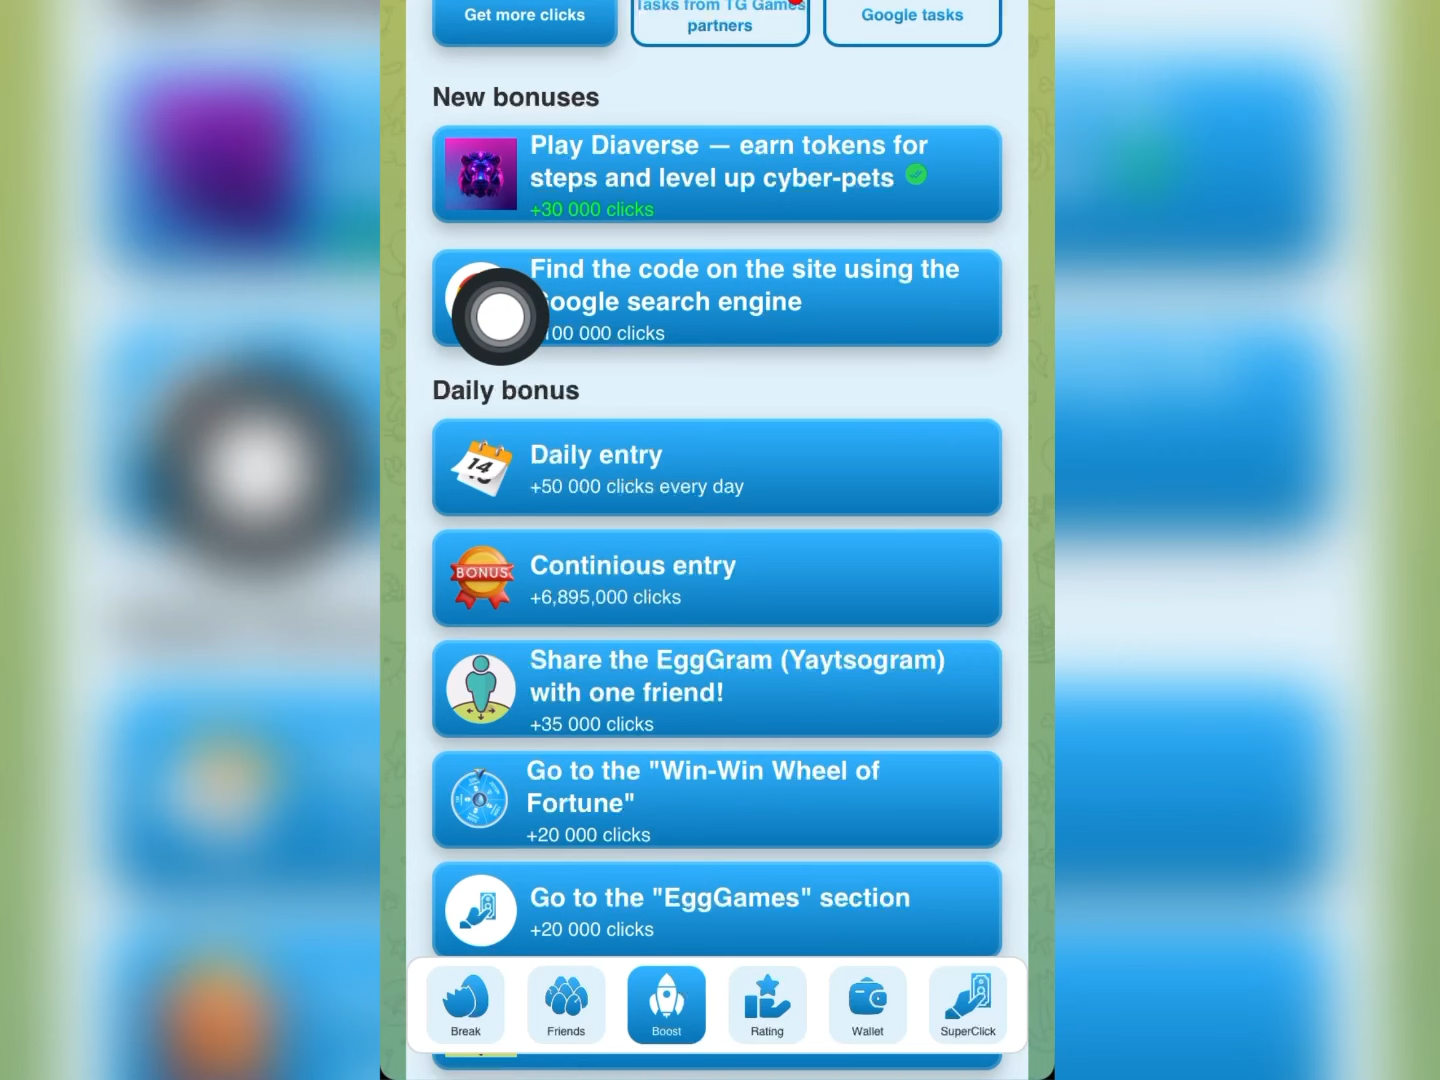 Get more clicks
Tasks from TG Games
partners
Google tasks
New bonuses
Play Diaverse — earn tokens for
steps and level up cyber-pets
+30 000 clicks
Find the code on the site using the
oogle search engine
100 000 clicks
Daily bonus
14
Daily entry
+50 000 clicks every day
BONUS
Continious entry
+6,895,000 clicks
Share the EggGram (Yaytsogram)
with one friend!
+35 000 clicks
Go to the "Win-Win Wheel of
Fortune"
+20 000 clicks
Go to the "EggGames" section
+20 000 clicks
Break
Friends
Boost
Rating
Wallet
SuperClick